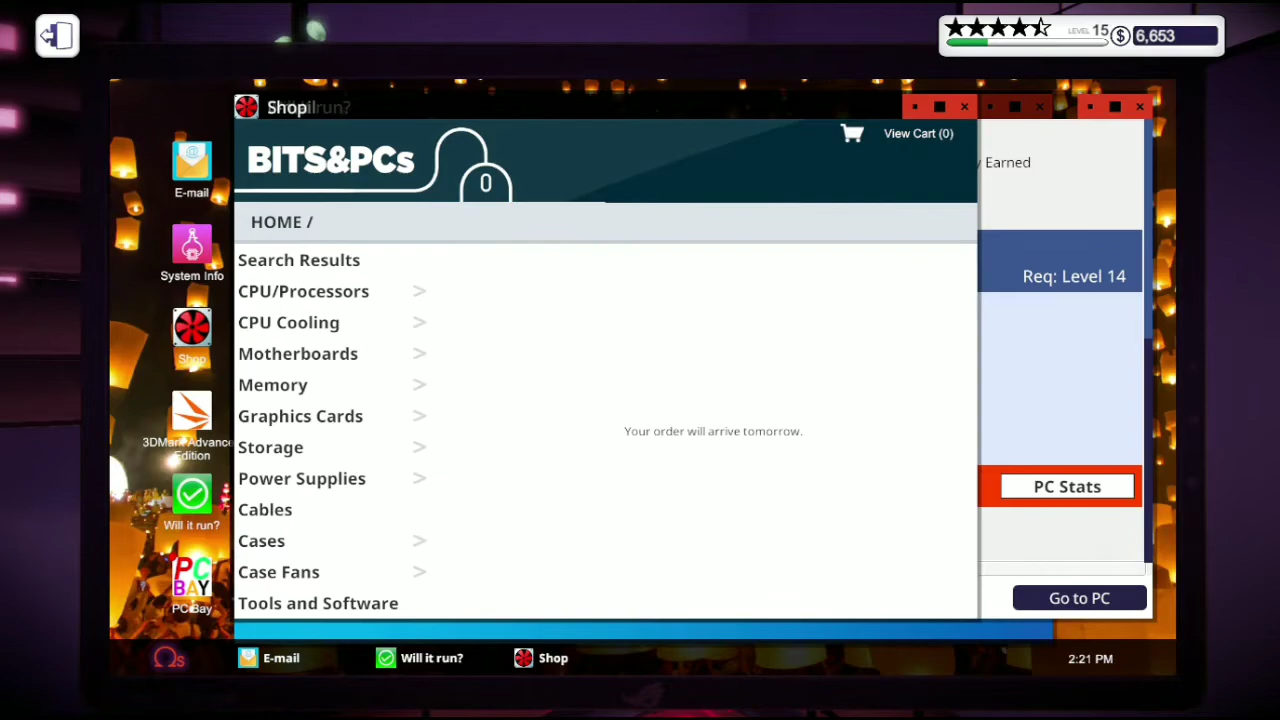 LEVEL 15
$ 6,653
Shop
BITS&PCs
View Cart (0)
HOME /
Search Results
CPU/Processors >
CPU Cooling >
Motherboards >
Memory >
Graphics Cards >
Storage >
Power Supplies >
Cables
Cases >
Case Fans >
Tools and Software
Your order will arrive tomorrow.
Earned
Req: Level 14
PC Stats
Go to PC
E-mail
System Info
Shop
3DMark Advance
Edition
Will it run?
PC
BAY
PC Bay
E-mail
Will it run?
Shop
2:21 PM